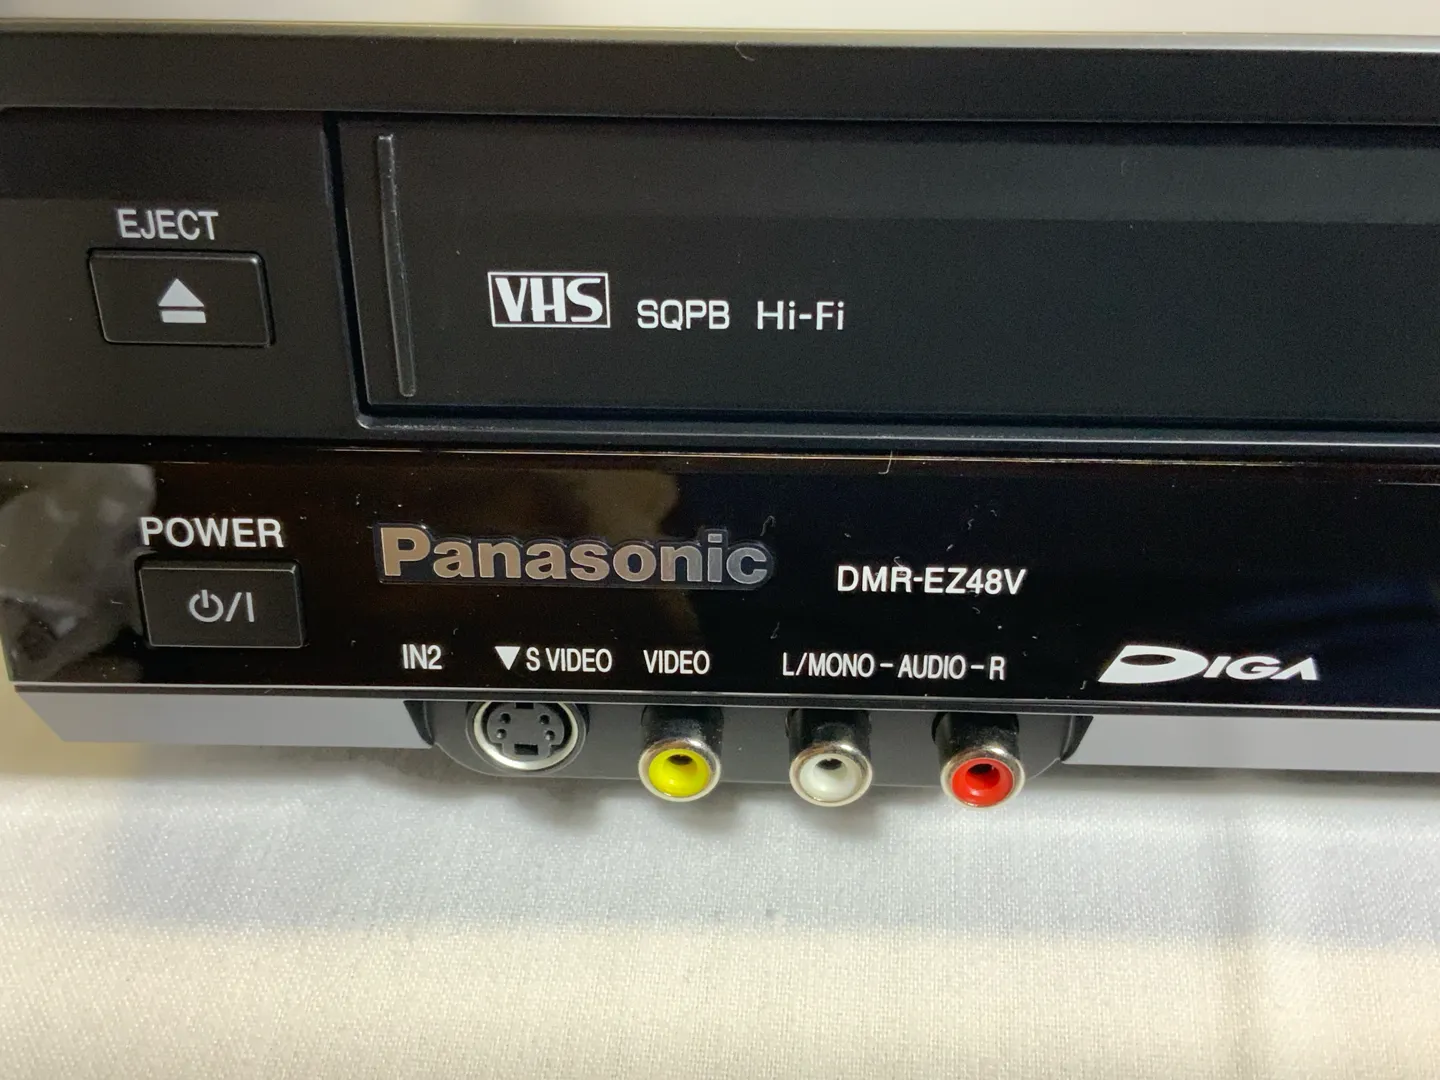 EJECT
VHS SQPB Hi-Fi
POWER
Panasonic DMR-EZ48V
IN2 ▼ S VIDEO VIDEO L/MONO - AUDIO - R DIGA